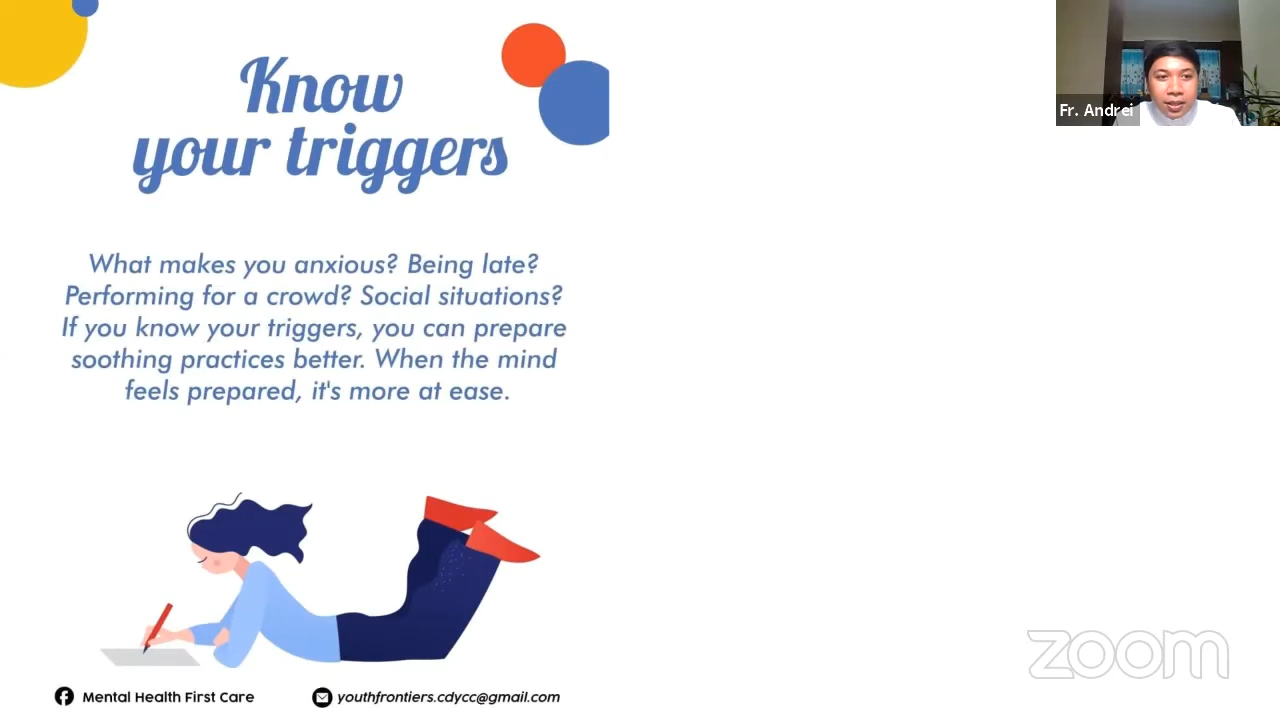 Know
your triggers
Fr. Andrei
What makes you anxious? Being late?
Performing for a crowd? Social situations?
If you know your triggers, you can prepare
soothing practices better. When the mind
feels prepared, it's more at ease.
zoom
Mental Health First Care
youthfrontiers.cdycc@gmail.com